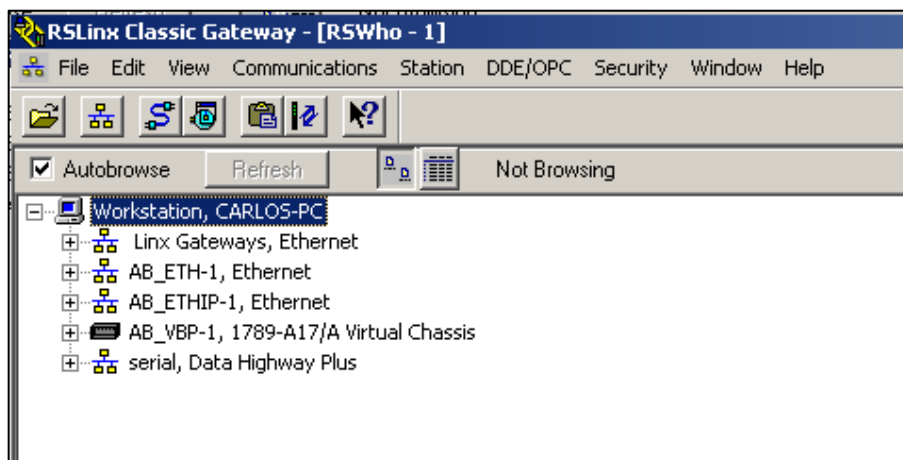 RSLinx Classic Gateway - [RSWho - 1]
File Edit View Communications Station DDE/OPC Security Window Help
Autobrowse Refresh Not Browsing
Workstation, CARLOS-PC
Linx Gateways, Ethernet
AB_ETH-1, Ethernet
AB_ETHIP-1, Ethernet
AB_VBP-1, 1789-A17/A Virtual Chassis
serial, Data Highway Plus